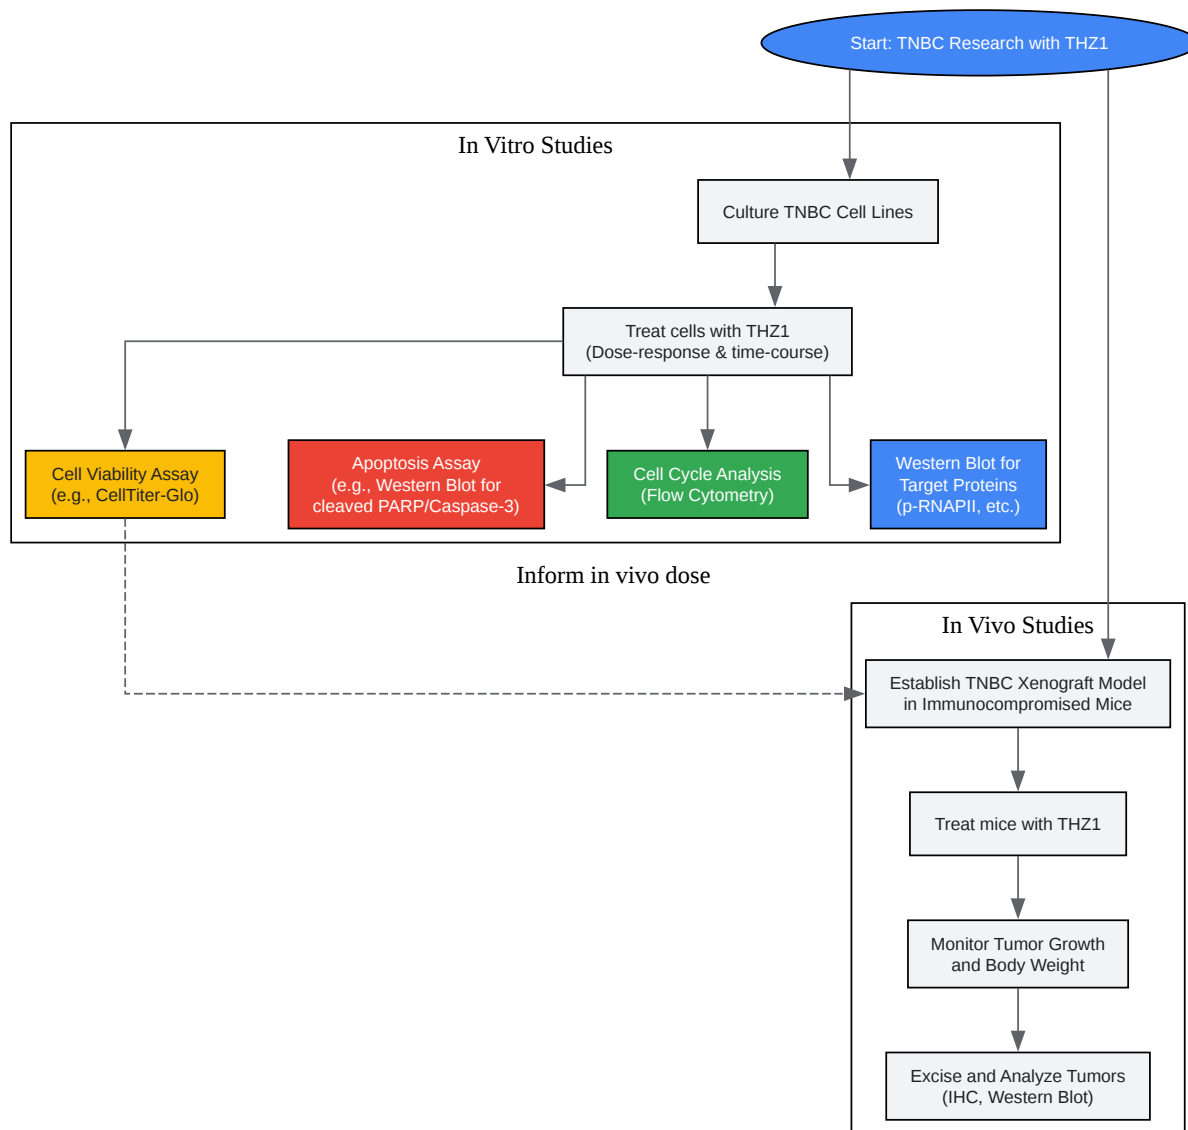 Start: TNBC Research with THZ1
In Vitro Studies
Culture TNBC Cell Lines
Treat cells with THZ1
(Dose-response & time-course)
Cell Viability Assay
(e.g., CellTiter-Glo)
Apoptosis Assay
(e.g., Western Blot for
cleaved PARP/Caspase-3)
Cell Cycle Analysis
(Flow Cytometry)
Western Blot for
Target Proteins
(p-RNAPII, etc.)
Inform in vivo dose
In Vivo Studies
Establish TNBC Xenograft Model
in Immunocompromised Mice
Treat mice with THZ1
Monitor Tumor Growth
and Body Weight
Excise and Analyze Tumors
(IHC, Western Blot)